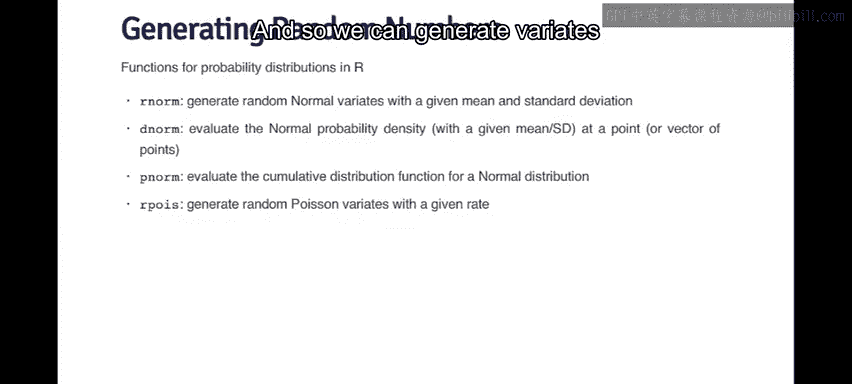 Generating Random Numbers
And so we can generate variates
Functions for probability distributions in R
· rnorm: generate random Normal variates with a given mean and standard deviation
· dnorm: evaluate the Normal probability density (with a given mean/SD) at a point (or vector of
points)
· pnorm: evaluate the cumulative distribution function for a Normal distribution
· rpois: generate random Poisson variates with a given rate